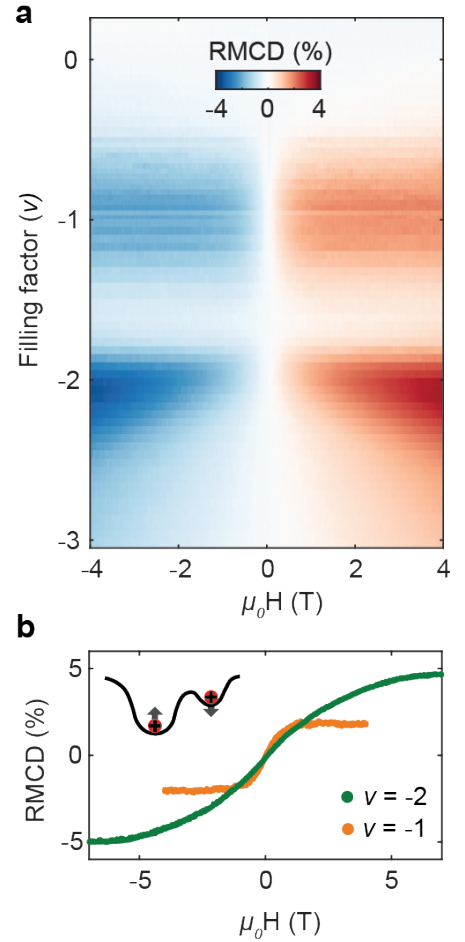 a
RMCD (%)
-4 0 4
0
-1
-2
-3
Filling factor (ν)
-4 -2 0 2 4
μ₀H (T)
b
5
0
-5
RMCD (%)
+ +
ν = -2
ν = -1
-5 0 5
μ₀H (T)